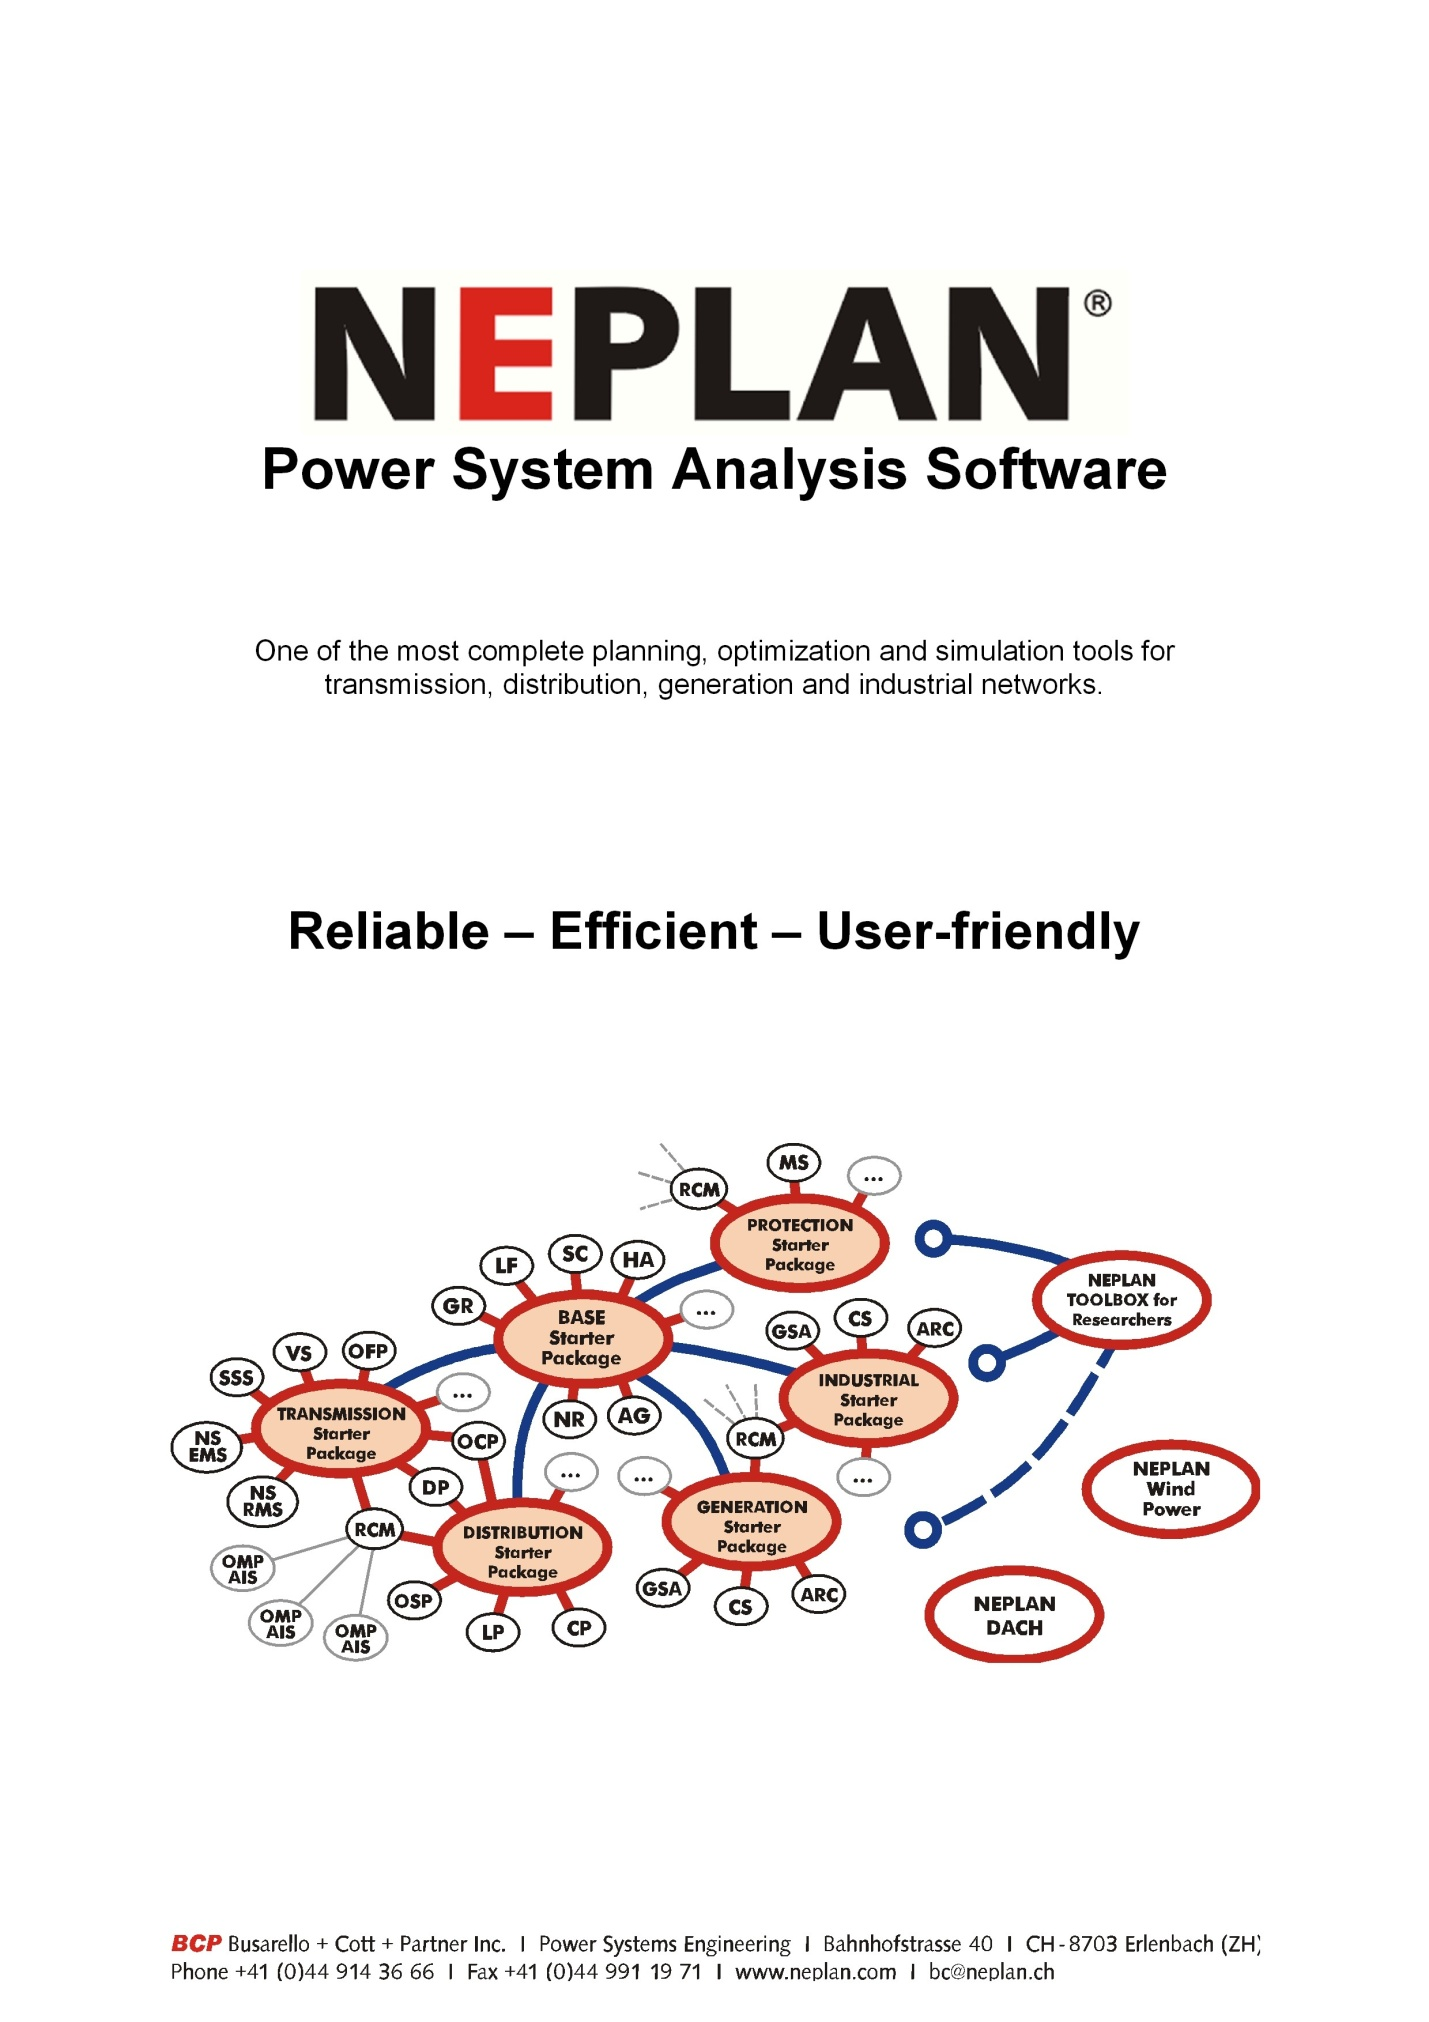 NEPLAN®
Power System Analysis Software
One of the most complete planning, optimization and simulation tools for
transmission, distribution, generation and industrial networks.
Reliable – Efficient – User-friendly
MS
RCM
...
PROTECTION
Starter
Package
SC
HA
LF
GR
BASE
Starter
Package
...
NR
AG
NEPLAN
TOOLBOX for
Researchers
GSA
CS
ARC
INDUSTRIAL
Starter
Package
RCM
...
VS
OFP
SSS
...
TRANSMISSION
Starter
Package
NS
EMS
NS
RMS
OCP
DP
RCM
OMP
AIS
OMP
AIS
OMP
AIS
...
DISTRIBUTION
Starter
Package
OSP
LP
CP
...
GENERATION
Starter
Package
GSA
CS
ARC
NEPLAN
Wind
Power
NEPLAN
DACH
BCP Busarello + Cott + Partner Inc. I Power Systems Engineering I Bahnhofstrasse 40 I CH-8703 Erlenbach (ZH)
Phone +41 (0)44 914 36 66 I Fax +41 (0)44 991 19 71 I www.neplan.com I bc@neplan.ch